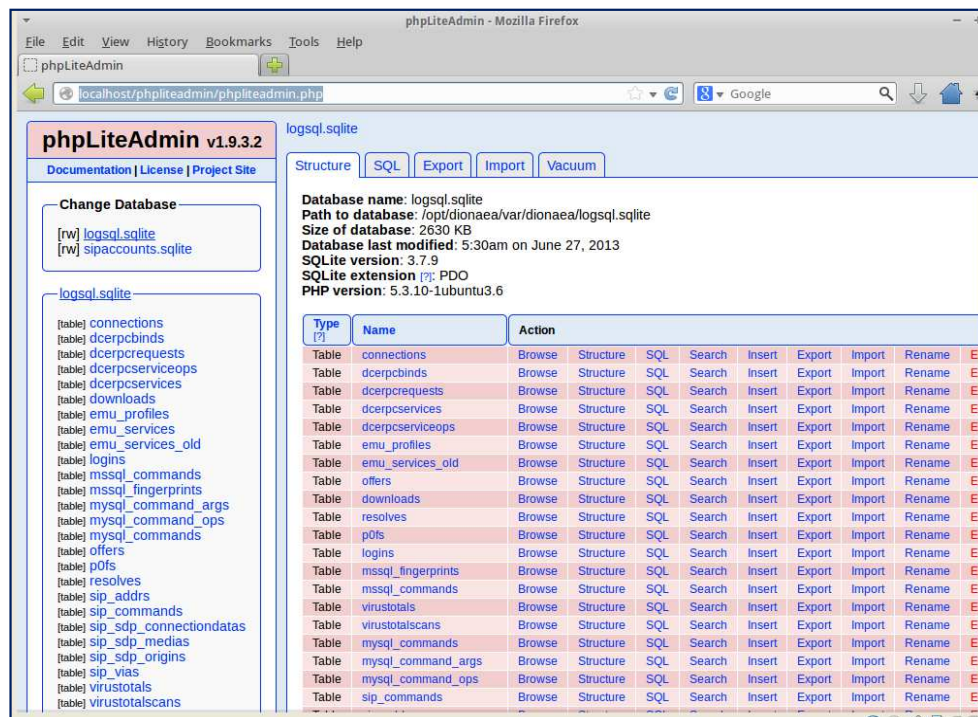 phpLiteAdmin - Mozilla Firefox
File Edit View History Bookmarks Tools Help
phpLiteAdmin
localhost/phpliteadmin/phpliteadmin.php
Google
phpLiteAdmin v1.9.3.2
Documentation | License | Project Site
Change Database
[rw] logsql.sqlite
[rw] sipaccounts.sqlite
logsql.sqlite
[table] connections
[table] dcerpcbinds
[table] dcerpcrequests
[table] dcerpcserviceops
[table] dcerpcservices
[table] downloads
[table] emu_profiles
[table] emu_services
[table] emu_services_old
[table] logins
[table] mssql_commands
[table] mssql_fingerprints
[table] mysql_command_args
[table] mysql_command_ops
[table] mysql_commands
[table] offers
[table] p0fs
[table] resolves
[table] sip_addrs
[table] sip_commands
[table] sip_sdp_connectiondatas
[table] sip_sdp_medias
[table] sip_sdp_origins
[table] sip_vias
[table] virustotals
[table] virustotalscans
logsql.sqlite
Structure SQL Export Import Vacuum
Database name: logsql.sqlite
Path to database: /opt/dionaea/var/dionaea/logsql.sqlite
Size of database: 2630 KB
Database last modified: 5:30am on June 27, 2013
SQLite version: 3.7.9
SQLite extension [?]: PDO
PHP version: 5.3.10-1ubuntu3.6
Type [?] Name Action
Table connections Browse Structure SQL Search Insert Export Import Rename E
Table dcerpcbinds Browse Structure SQL Search Insert Export Import Rename E
Table dcerpcrequests Browse Structure SQL Search Insert Export Import Rename E
Table dcerpcservices Browse Structure SQL Search Insert Export Import Rename E
Table dcerpcserviceops Browse Structure SQL Search Insert Export Import Rename E
Table emu_profiles Browse Structure SQL Search Insert Export Import Rename E
Table emu_services_old Browse Structure SQL Search Insert Export Import Rename E
Table offers Browse Structure SQL Search Insert Export Import Rename E
Table downloads Browse Structure SQL Search Insert Export Import Rename E
Table resolves Browse Structure SQL Search Insert Export Import Rename E
Table p0fs Browse Structure SQL Search Insert Export Import Rename E
Table logins Browse Structure SQL Search Insert Export Import Rename E
Table mssql_fingerprints Browse Structure SQL Search Insert Export Import Rename E
Table mssql_commands Browse Structure SQL Search Insert Export Import Rename E
Table virustotals Browse Structure SQL Search Insert Export Import Rename E
Table virustotalscans Browse Structure SQL Search Insert Export Import Rename E
Table mysql_commands Browse Structure SQL Search Insert Export Import Rename E
Table mysql_command_args Browse Structure SQL Search Insert Export Import Rename E
Table mysql_command_ops Browse Structure SQL Search Insert Export Import Rename E
Table sip_commands Browse Structure SQL Search Insert Export Import Rename E